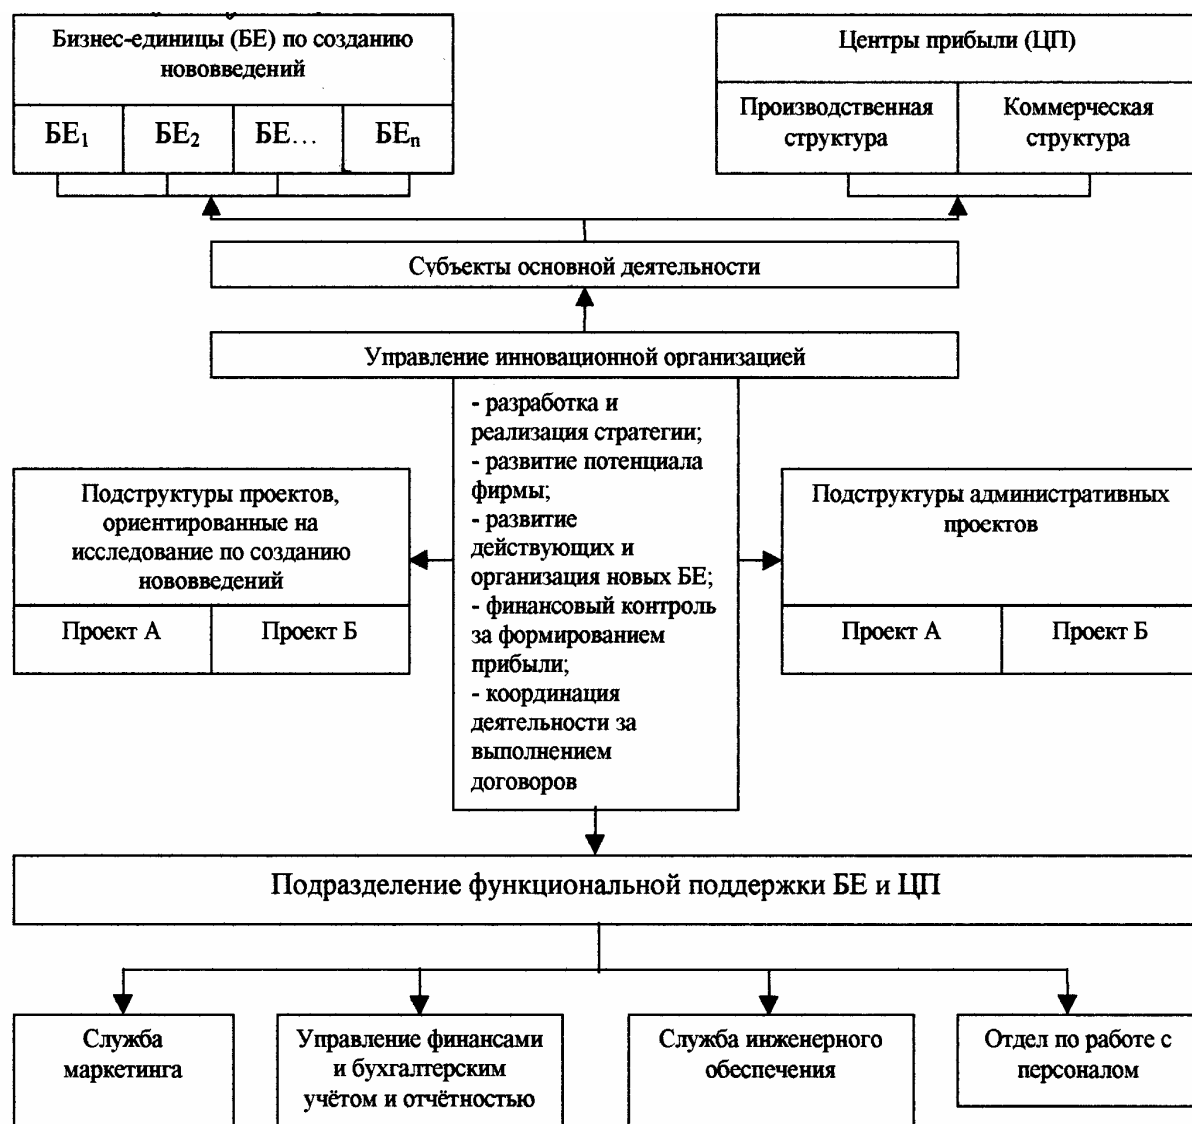 Бизнес-единицы (БЕ) по созданию
нововведений
БЕ1
БЕ2
БЕ...
БЕn
Центры прибыли (ЦП)
Производственная
структура
Коммерческая
структура
Субъекты основной деятельности
Управление инновационной организацией
- разработка и
реализация стратегии;
- развитие потенциала
фирмы;
- развитие
действующих и
организация новых БЕ;
- финансовый контроль
за формированием
прибыли;
- координация
деятельности за
выполнением
договоров
Подструктуры проектов,
ориентированные на
исследование по созданию
нововведений
Проект А
Проект Б
Подструктуры административных
проектов
Проект А
Проект Б
Подразделение функциональной поддержки БЕ и ЦП
Служба
маркетинга
Управление финансами
и бухгалтерским
учётом и отчётностью
Служба инженерного
обеспечения
Отдел по работе с
персоналом